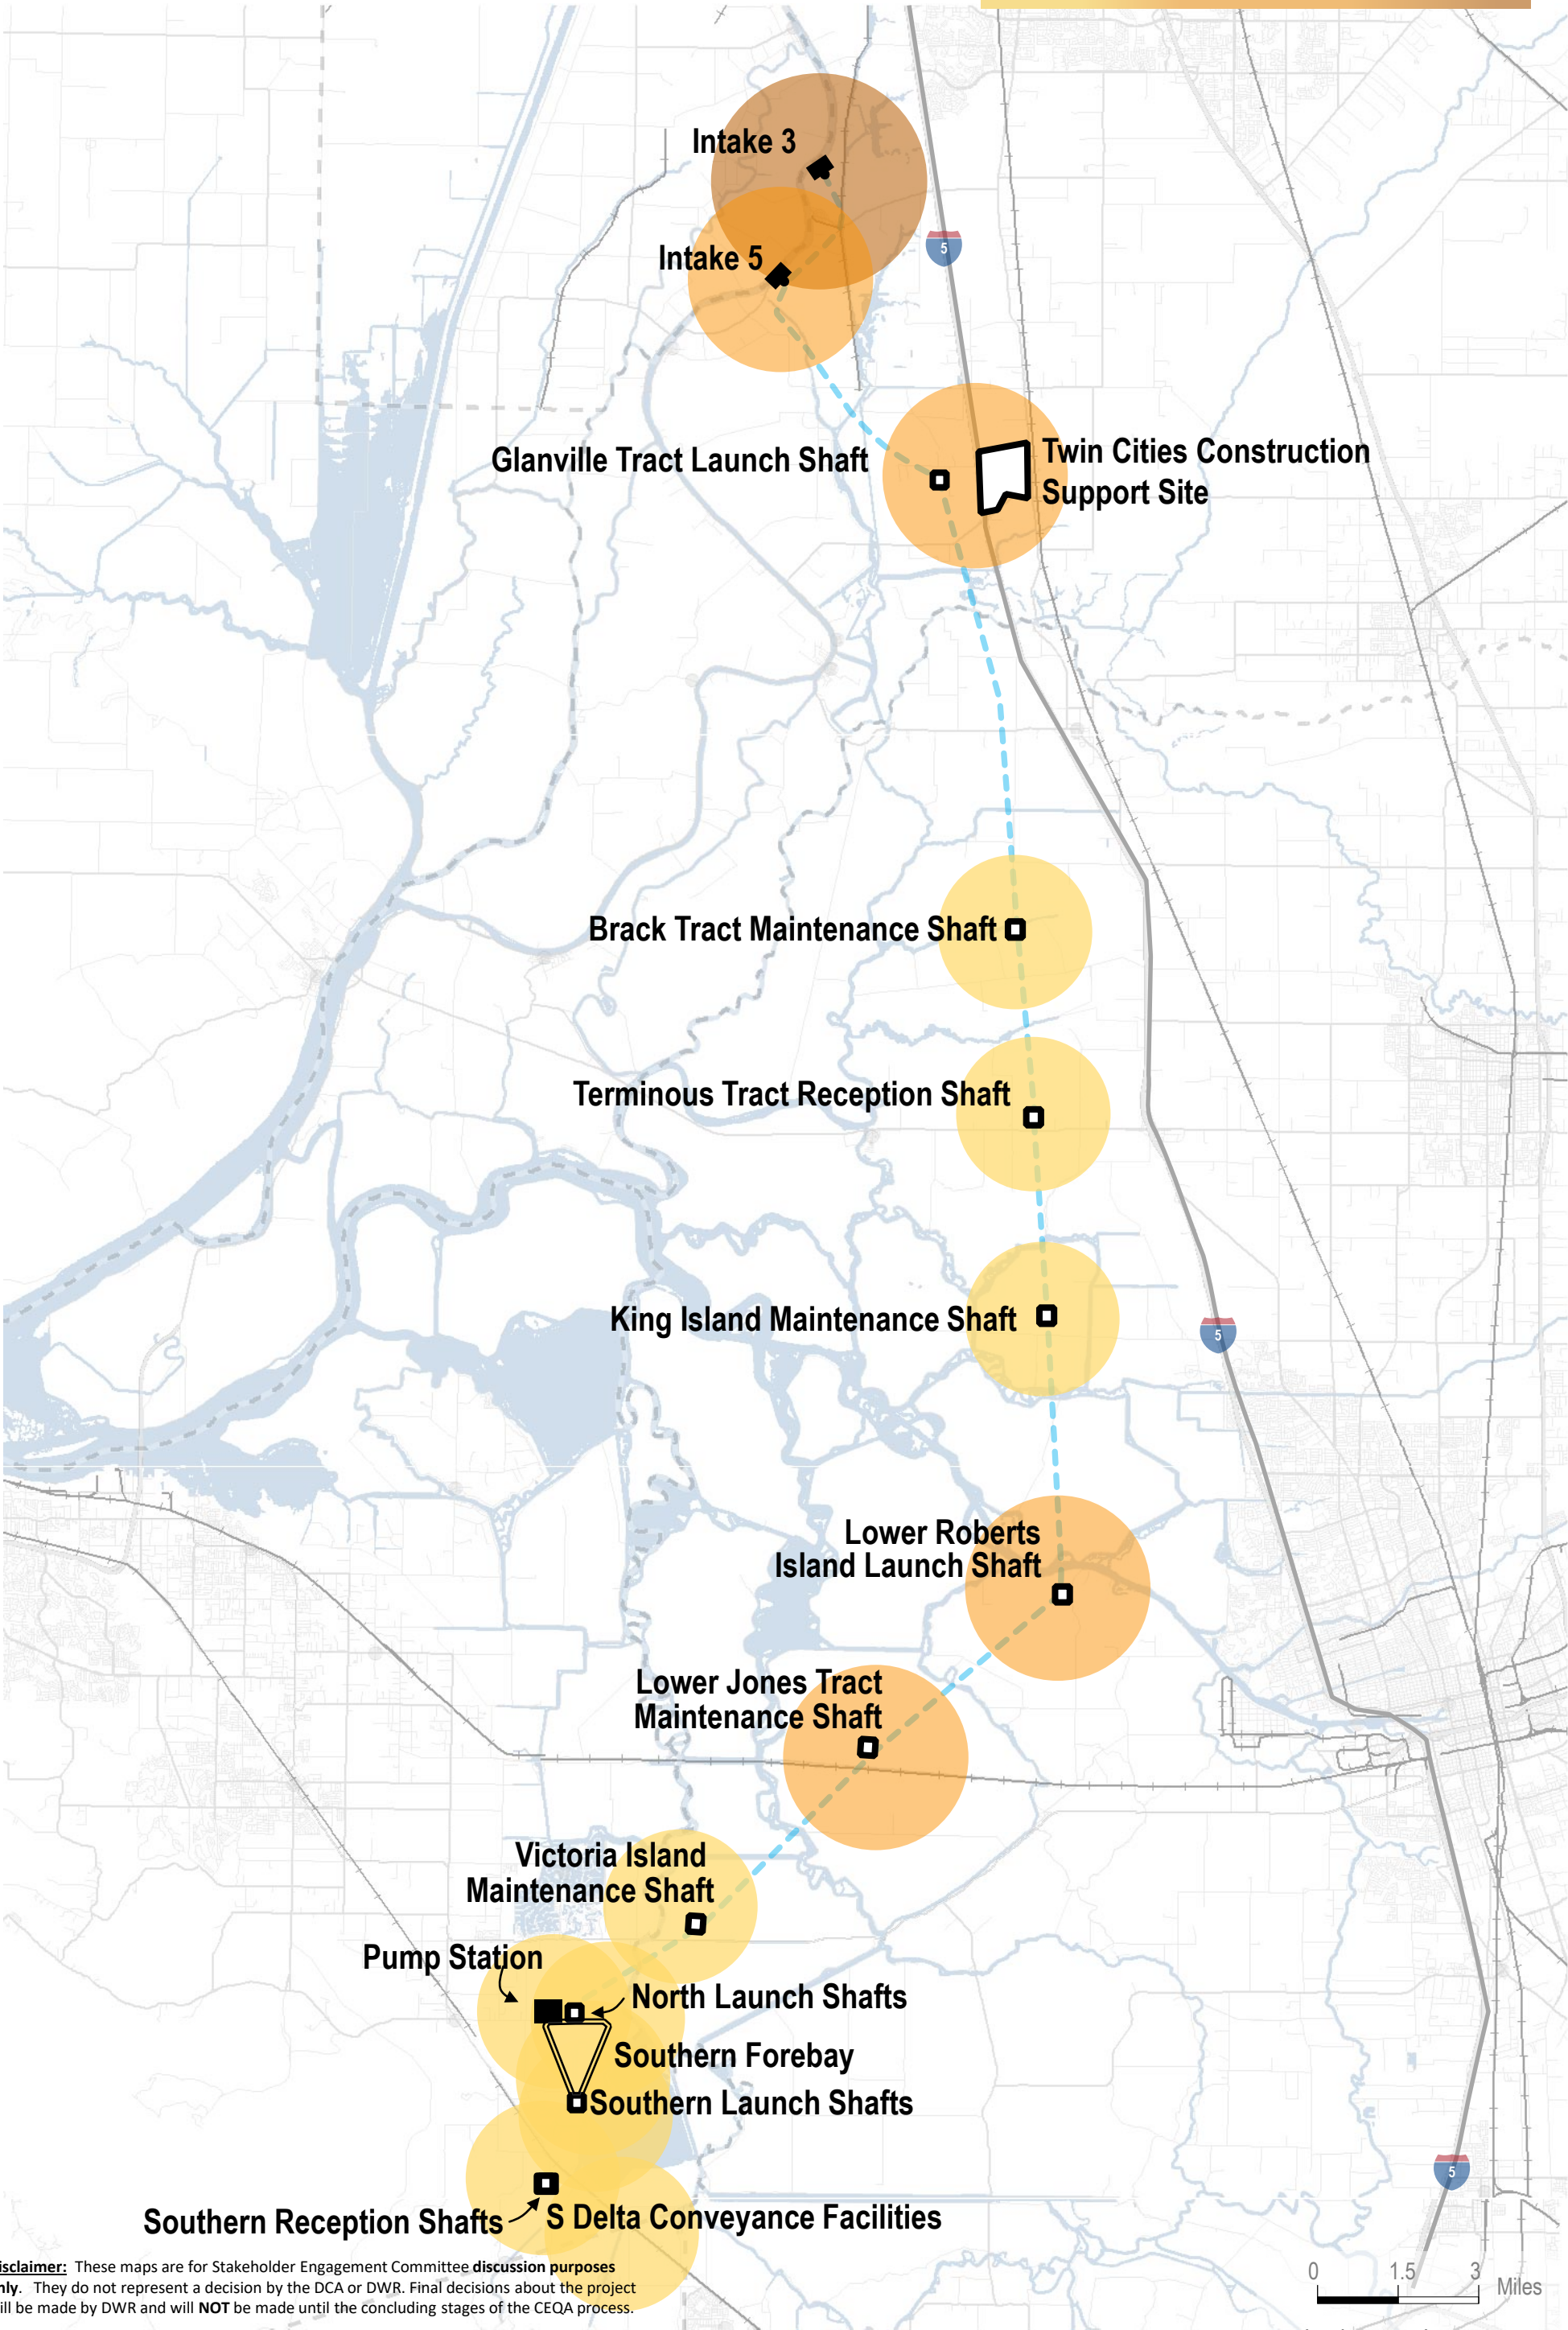 Intake 3
5
Intake 5
Glanville Tract Launch Shaft
Twin Cities Construction
Support Site
Brack Tract Maintenance Shaft
Terminous Tract Reception Shaft
King Island Maintenance Shaft
5
Lower Roberts
Island Launch Shaft
Lower Jones Tract
Maintenance Shaft
Victoria Island
Maintenance Shaft
Pump Station
North Launch Shafts
Southern Forebay
Southern Launch Shafts
5
Southern Reception Shafts
S Delta Conveyance Facilities
isclaimer: These maps are for Stakeholder Engagement Committee discussion purposes
nly. They do not represent a decision by the DCA or DWR. Final decisions about the project
ill be made by DWR and will NOT be made until the concluding stages of the CEQA process.
0 1.5 3
Miles